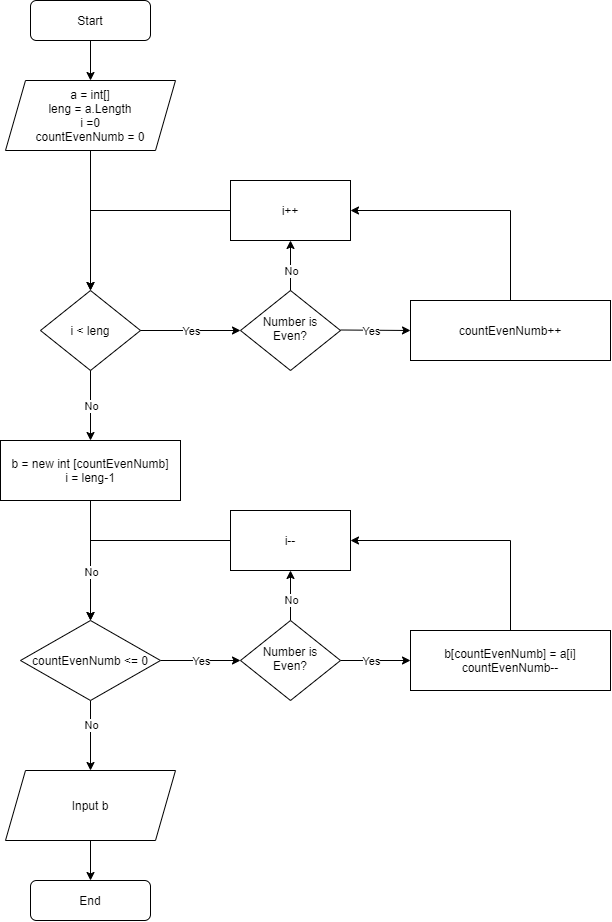 Start
a = int[]
leng = a.Length
i =0
countEvenNumb = 0
i++
No
i < leng
Yes
Number is
Even?
Yes
countEvenNumb++
No
b = new int [countEvenNumb]
i = leng-1
i--
No
No
countEvenNumb <= 0
Yes
Number is
Even?
Yes
b[countEvenNumb] = a[i]
countEvenNumb--
No
Input b
End